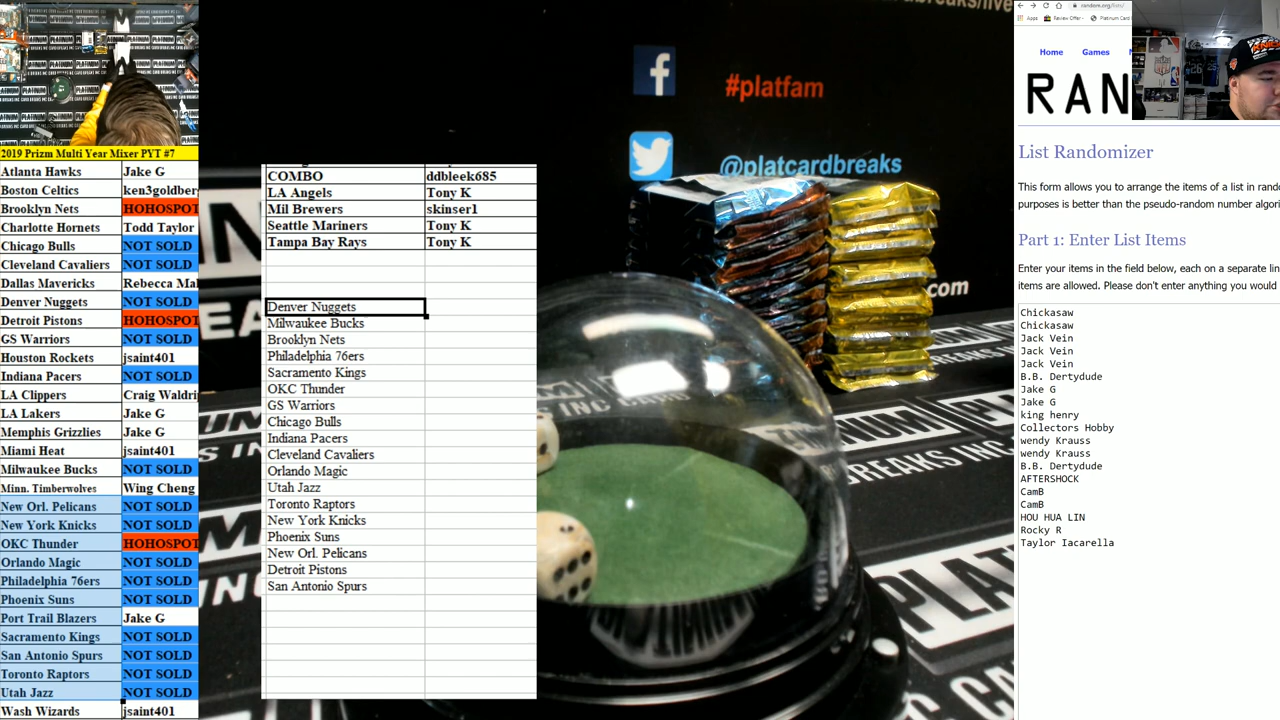 2019 Prizm Multi Year Mixer PYT #7
Atlanta Hawks Jake G
Boston Celtics ken3goldber
Brooklyn Nets HOHOSPOT
Charlotte Hornets Todd Taylor
Chicago Bulls NOT SOLD
Cleveland Cavaliers NOT SOLD
Dallas Mavericks Rebecca Mal
Denver Nuggets NOT SOLD
Detroit Pistons HOHOSPOT
GS Warriors NOT SOLD
Houston Rockets jsaint401
Indiana Pacers NOT SOLD
LA Clippers Craig Waldri
LA Lakers Jake G
Memphis Grizzlies Jake G
Miami Heat jsaint401
Milwaukee Bucks NOT SOLD
Minn. Timberwolves Wing Cheng
New Orl. Pelicans NOT SOLD
New York Knicks NOT SOLD
OKC Thunder HOHOSPOT
Orlando Magic NOT SOLD
Philadelphia 76ers NOT SOLD
Phoenix Suns NOT SOLD
Port Trail Blazers Jake G
Sacramento Kings NOT SOLD
San Antonio Spurs NOT SOLD
Toronto Raptors NOT SOLD
Utah Jazz NOT SOLD
Wash Wizards jsaint401
COMBO ddbleek685
LA Angels Tony K
Mil Brewers skinser1
Seattle Mariners Tony K
Tampa Bay Rays Tony K
Denver Nuggets
Milwaukee Bucks
Brooklyn Nets
Philadelphia 76ers
Sacramento Kings
OKC Thunder
GS Warriors
Chicago Bulls
Indiana Pacers
Cleveland Cavaliers
Orlando Magic
Utah Jazz
Toronto Raptors
New York Knicks
Phoenix Suns
New Orl. Pelicans
Detroit Pistons
San Antonio Spurs
#platfam
@platcardbreaks
.com
random.org/lists/
Apps Review Offer - Platinum Card
Home Games
RAN
List Randomizer
This form allows you to arrange the items of a list in rando
purposes is better than the pseudo-random number algori
Part 1: Enter List Items
Enter your items in the field below, each on a separate lin
items are allowed. Please don't enter anything you would
Chickasaw
Chickasaw
Jack Vein
Jack Vein
Jack Vein
B.B. Dertydude
Jake G
Jake G
king henry
Collectors Hobby
wendy Krauss
wendy Krauss
B.B. Dertydude
AFTERSHOCK
CamB
CamB
HOU HUA LIN
Rocky R
Taylor Iacarella